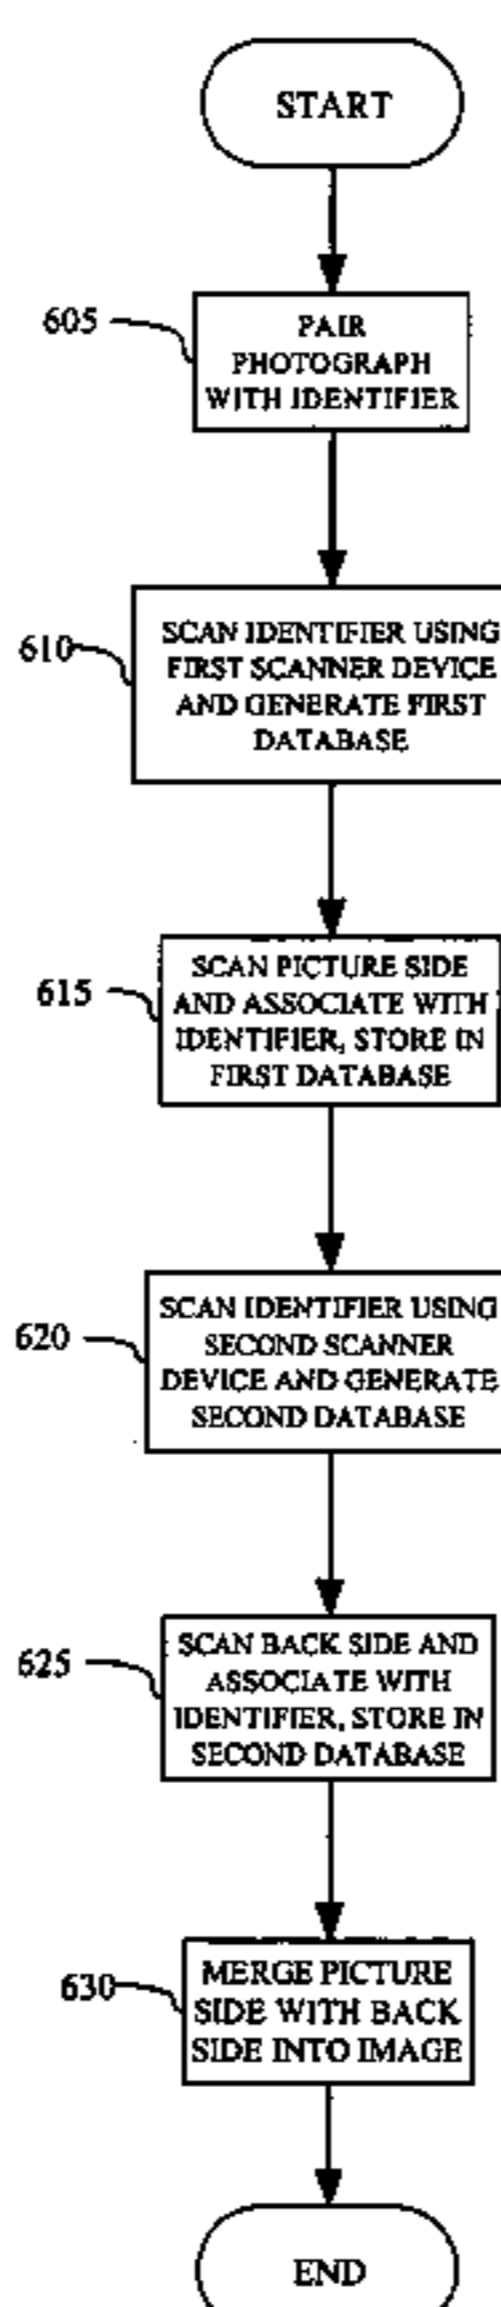 START
605
PAIR
PHOTOGRAPH
WITH IDENTIFIER
610
SCAN IDENTIFIER USING
FIRST SCANNER DEVICE
AND GENERATE FIRST
DATABASE
615
SCAN PICTURE SIDE
AND ASSOCIATE WITH
IDENTIFIER, STORE IN
FIRST DATABASE
620
SCAN IDENTIFIER USING
SECOND SCANNER
DEVICE AND GENERATE
SECOND DATABASE
625
SCAN BACK SIDE AND
ASSOCIATE WITH
IDENTIFIER, STORE IN
SECOND DATABASE
630
MERGE PICTURE
SIDE WITH BACK
SIDE INTO IMAGE
END